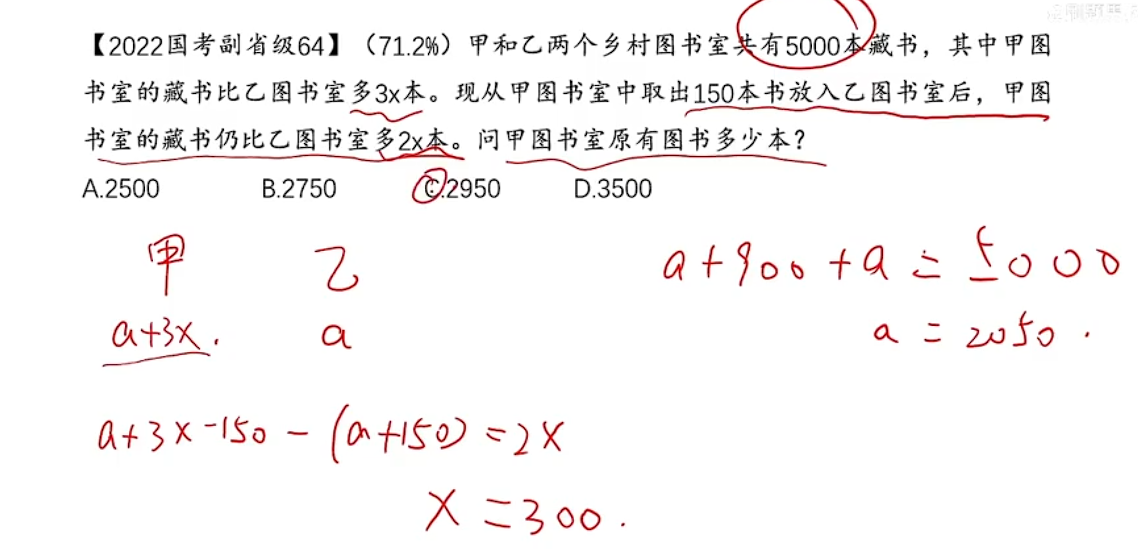 【2022国考副省级64】（71.2%）甲和乙两个乡村图书室共有5000本藏书，其中甲图
书室的藏书比乙图书室多3x本。现从甲图书室中取出150本书放入乙图书室后，甲图
书室的藏书仍比乙图书室多2x本。问甲图书室原有图书多少本？
A.2500 B.2750 C.2950 D.3500
甲 乙
a+3x. a
a+3x-150-(a+150)=2x
x=300.
a+900+a=5000
a=2050.